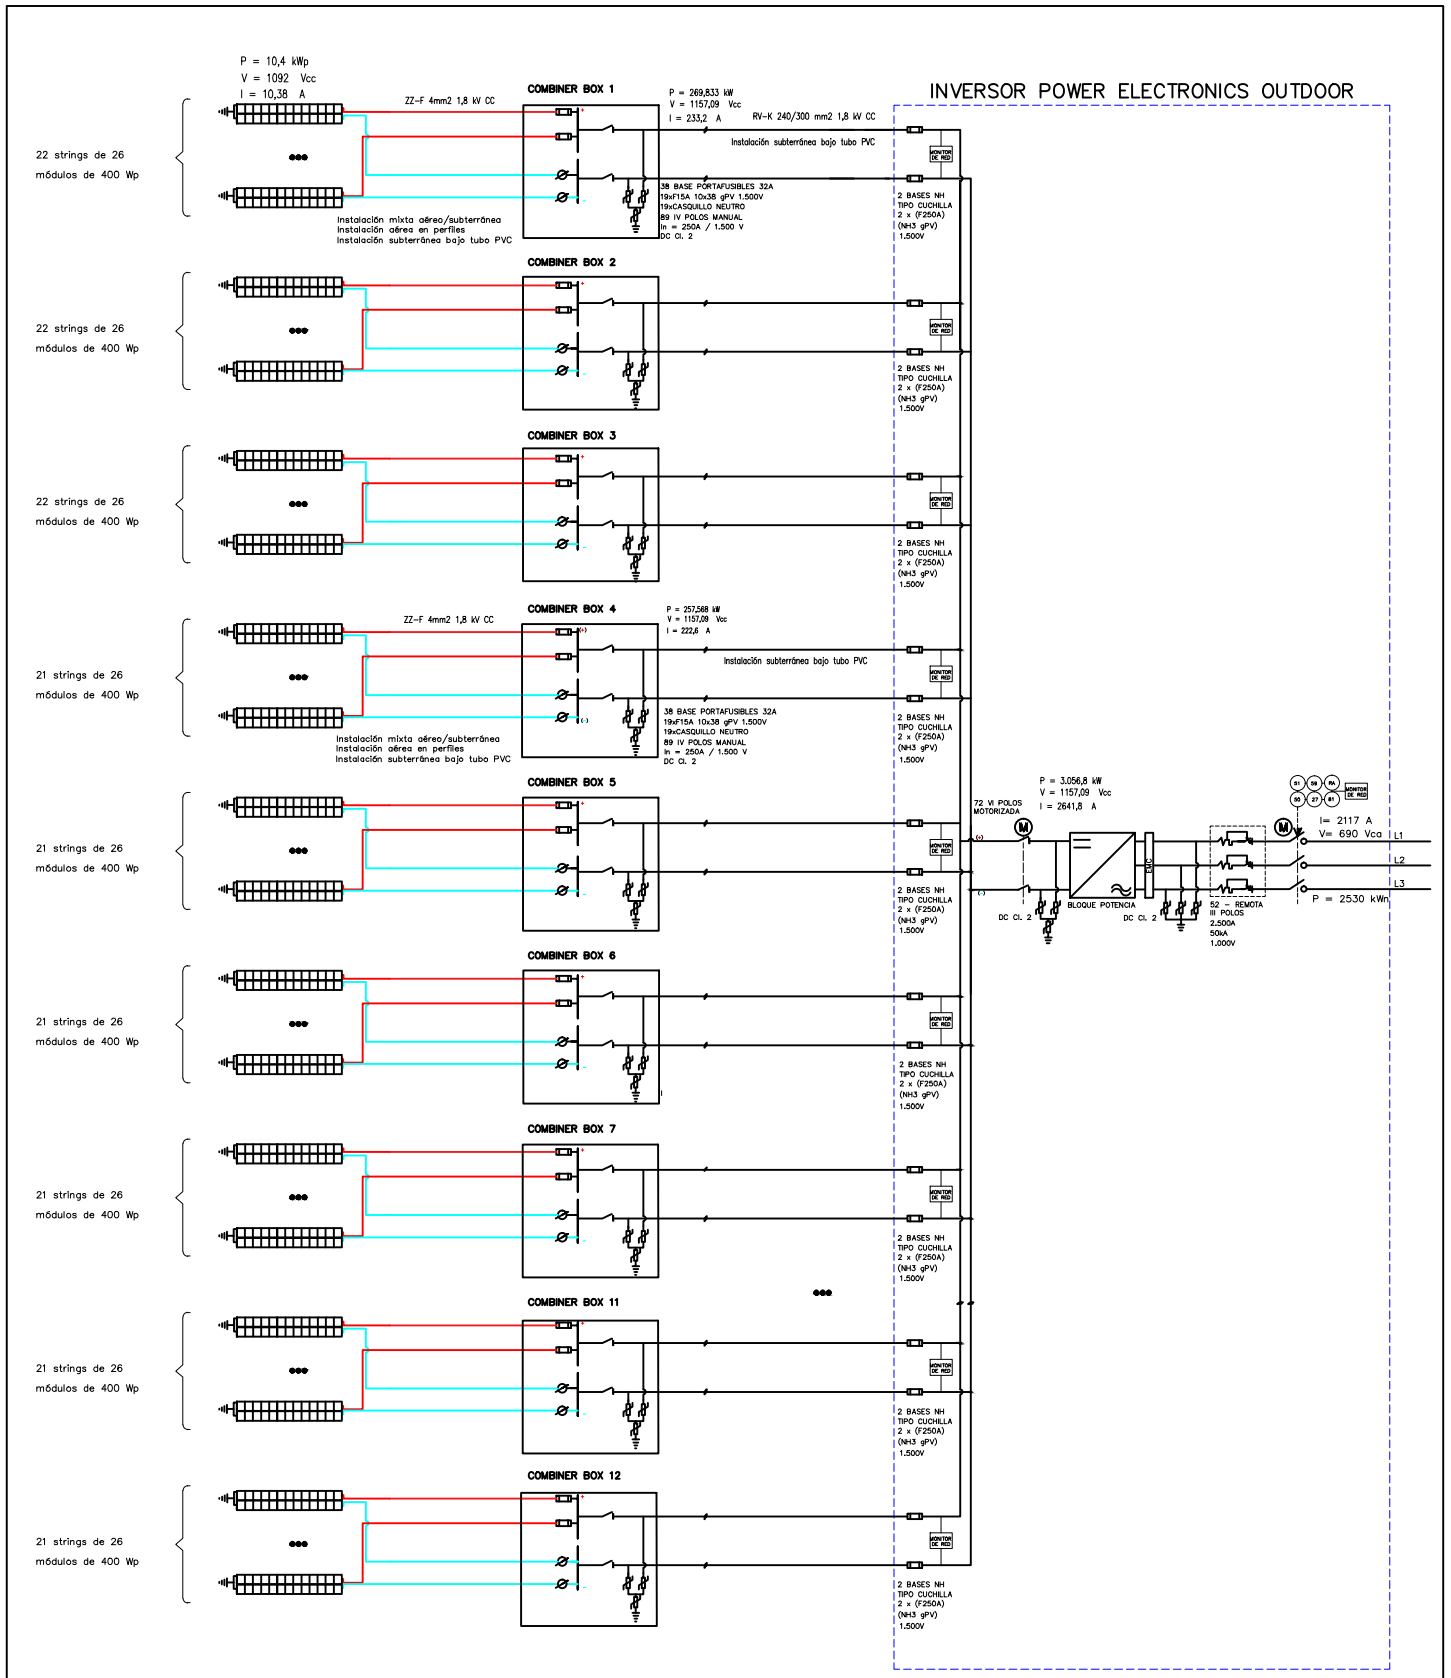 P = 10,4 kWp
V = 1092 Vcc
I = 10,38 A
INVERSOR POWER ELECTRONICS OUTDOOR
COMBINER BOX 1
ZZ-F 4mm2 1,8 kV CC
P = 269,833 kW
V = 1157,09 Vcc
I = 233,2 A
RV-K 240/300 mm2 1,8 kV CC
Instalación subterránea bajo tubo PVC
22 strings de 26
módulos de 400 Wp
+
-
MONITOR
DE RED
38 BASE PORTAFUSIBLES 32A
19xF15A 10x38 gPV 1.500V
19xCASQUILLO NEUTRO
89 IV POLOS MANUAL
In = 250A / 1.500 V
DC Cl. 2
2 BASES NH
TIPO CUCHILLA
2 x (F250A)
(NH3 gPV)
1.500V
Instalación mixta aéreo/subterránea
Instalación aérea en perfiles
Instalación subterránea bajo tubo PVC
COMBINER BOX 2
22 strings de 26
módulos de 400 Wp
+
-
MONITOR
DE RED
2 BASES NH
TIPO CUCHILLA
2 x (F250A)
(NH3 gPV)
1.500V
COMBINER BOX 3
22 strings de 26
módulos de 400 Wp
+
-
MONITOR
DE RED
2 BASES NH
TIPO CUCHILLA
2 x (F250A)
(NH3 gPV)
1.500V
COMBINER BOX 4
ZZ-F 4mm2 1,8 kV CC
P = 257,568 kW
V = 1157,09 Vcc
I = 222,6 A
Instalación subterránea bajo tubo PVC
21 strings de 26
módulos de 400 Wp
(+)
(-)
MONITOR
DE RED
38 BASE PORTAFUSIBLES 32A
19xF15A 10x38 gPV 1.500V
19xCASQUILLO NEUTRO
89 IV POLOS MANUAL
In = 250A / 1.500 V
DC Cl. 2
2 BASES NH
TIPO CUCHILLA
2 x (F250A)
(NH3 gPV)
1.500V
Instalación mixta aéreo/subterránea
Instalación aérea en perfiles
Instalación subterránea bajo tubo PVC
COMBINER BOX 5
21 strings de 26
módulos de 400 Wp
+
-
MONITOR
DE RED
2 BASES NH
TIPO CUCHILLA
2 x (F250A)
(NH3 gPV)
1.500V
72 VI POLOS
MOTORIZADA
P = 3.056,8 kW
V = 1157,09 Vcc
I = 2641,8 A
M
(+)
(-)
DC Cl. 2
BLOQUE POTENCIA
EMC
DC Cl. 2
52 - REMOTA
III POLOS
2.500A
50kA
1.000V
51 59 RA
50 27 81
MONITOR
DE RED
M
I= 2117 A
V= 690 Vca
L1
L2
L3
P = 2530 kWn
COMBINER BOX 6
21 strings de 26
módulos de 400 Wp
+
-
MONITOR
DE RED
2 BASES NH
TIPO CUCHILLA
2 x (F250A)
(NH3 gPV)
1.500V
COMBINER BOX 7
21 strings de 26
módulos de 400 Wp
+
-
MONITOR
DE RED
2 BASES NH
TIPO CUCHILLA
2 x (F250A)
(NH3 gPV)
1.500V
COMBINER BOX 11
21 strings de 26
módulos de 400 Wp
+
-
MONITOR
DE RED
2 BASES NH
TIPO CUCHILLA
2 x (F250A)
(NH3 gPV)
1.500V
COMBINER BOX 12
21 strings de 26
módulos de 400 Wp
+
-
MONITOR
DE RED
2 BASES NH
TIPO CUCHILLA
2 x (F250A)
(NH3 gPV)
1.500V